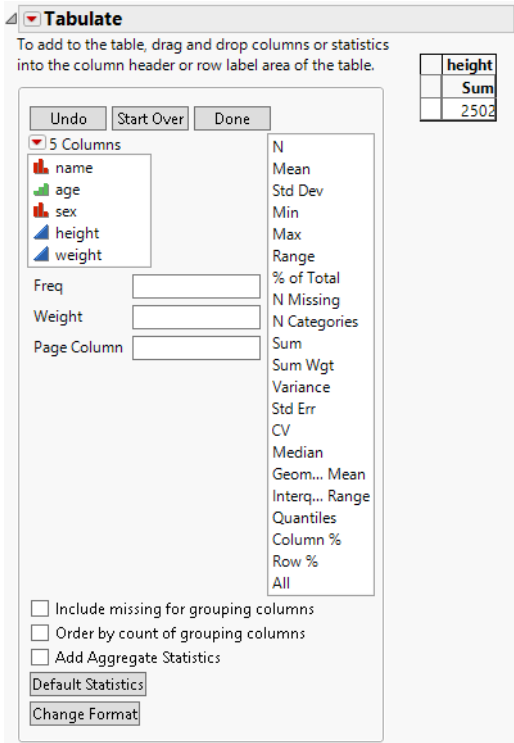 Tabulate
To add to the table, drag and drop columns or statistics
into the column header or row label area of the table.
Undo
Start Over
Done
5 Columns
name
age
sex
height
weight
Freq
Weight
Page Column
N
Mean
Std Dev
Min
Max
Range
% of Total
N Missing
N Categories
Sum
Sum Wgt
Variance
Std Err
CV
Median
Geom... Mean
Interq... Range
Quantiles
Column %
Row %
All
Include missing for grouping columns
Order by count of grouping columns
Add Aggregate Statistics
Default Statistics
Change Format
height
Sum
2502